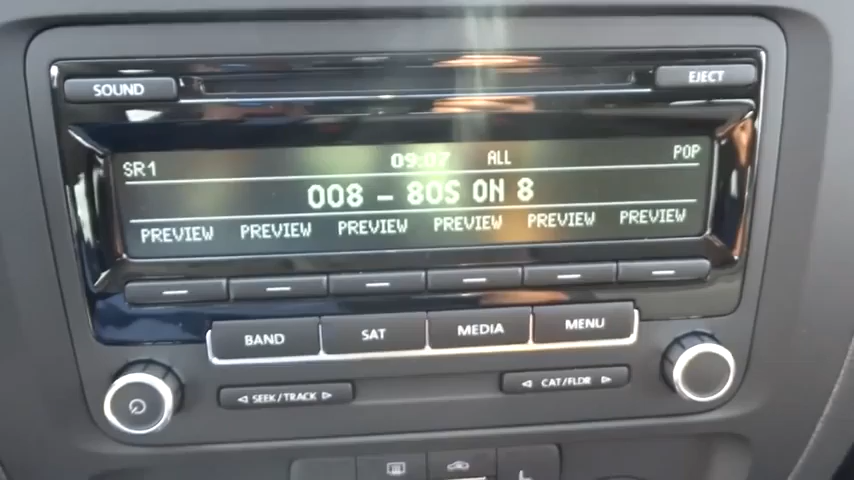 SOUND
EJECT
SR1 09:07 ALL POP
008 - 80S ON 8
PREVIEW PREVIEW PREVIEW PREVIEW PREVIEW PREVIEW
BAND SAT MEDIA MENU
SEEK/TRACK
CAT/FLDR